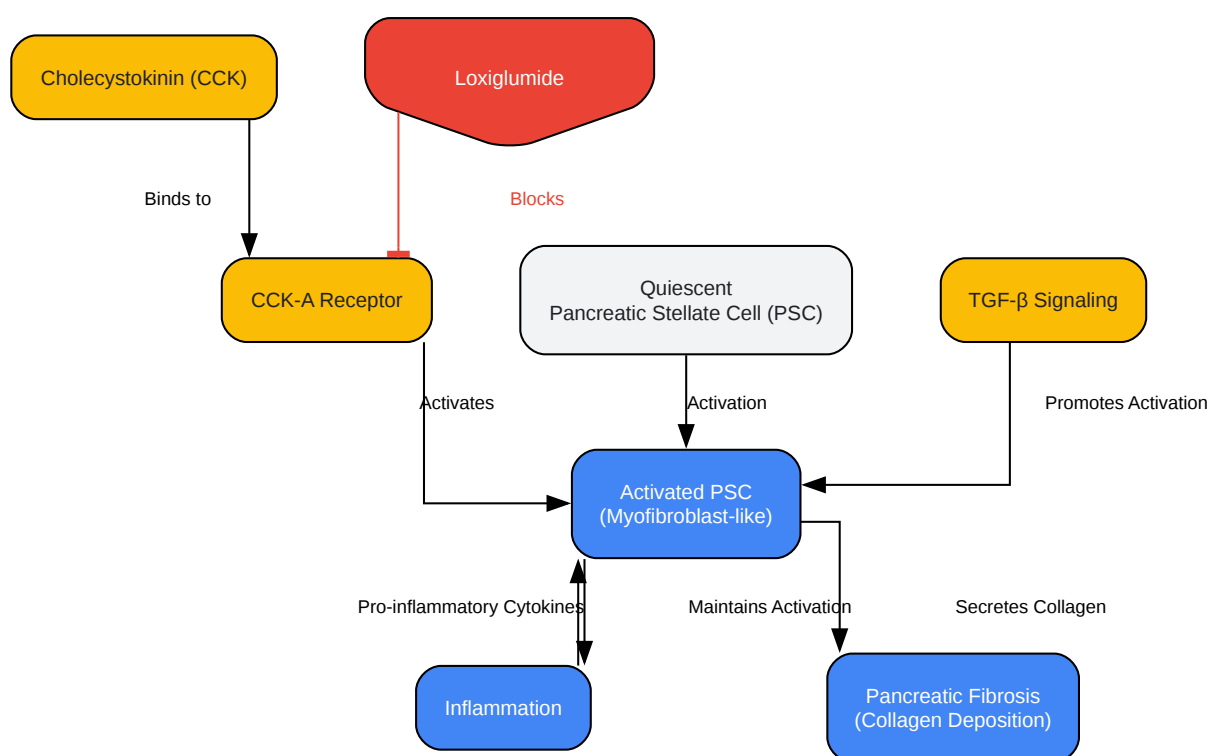 Cholecystokinin (CCK)
Loxiglumide
Binds to
Blocks
CCK-A Receptor
Quiescent
Pancreatic Stellate Cell (PSC)
TGF-β Signaling
Activates
Activation
Promotes Activation
Activated PSC
(Myofibroblast-like)
Pro-inflammatory Cytokines
Maintains Activation
Secretes Collagen
Inflammation
Pancreatic Fibrosis
(Collagen Deposition)